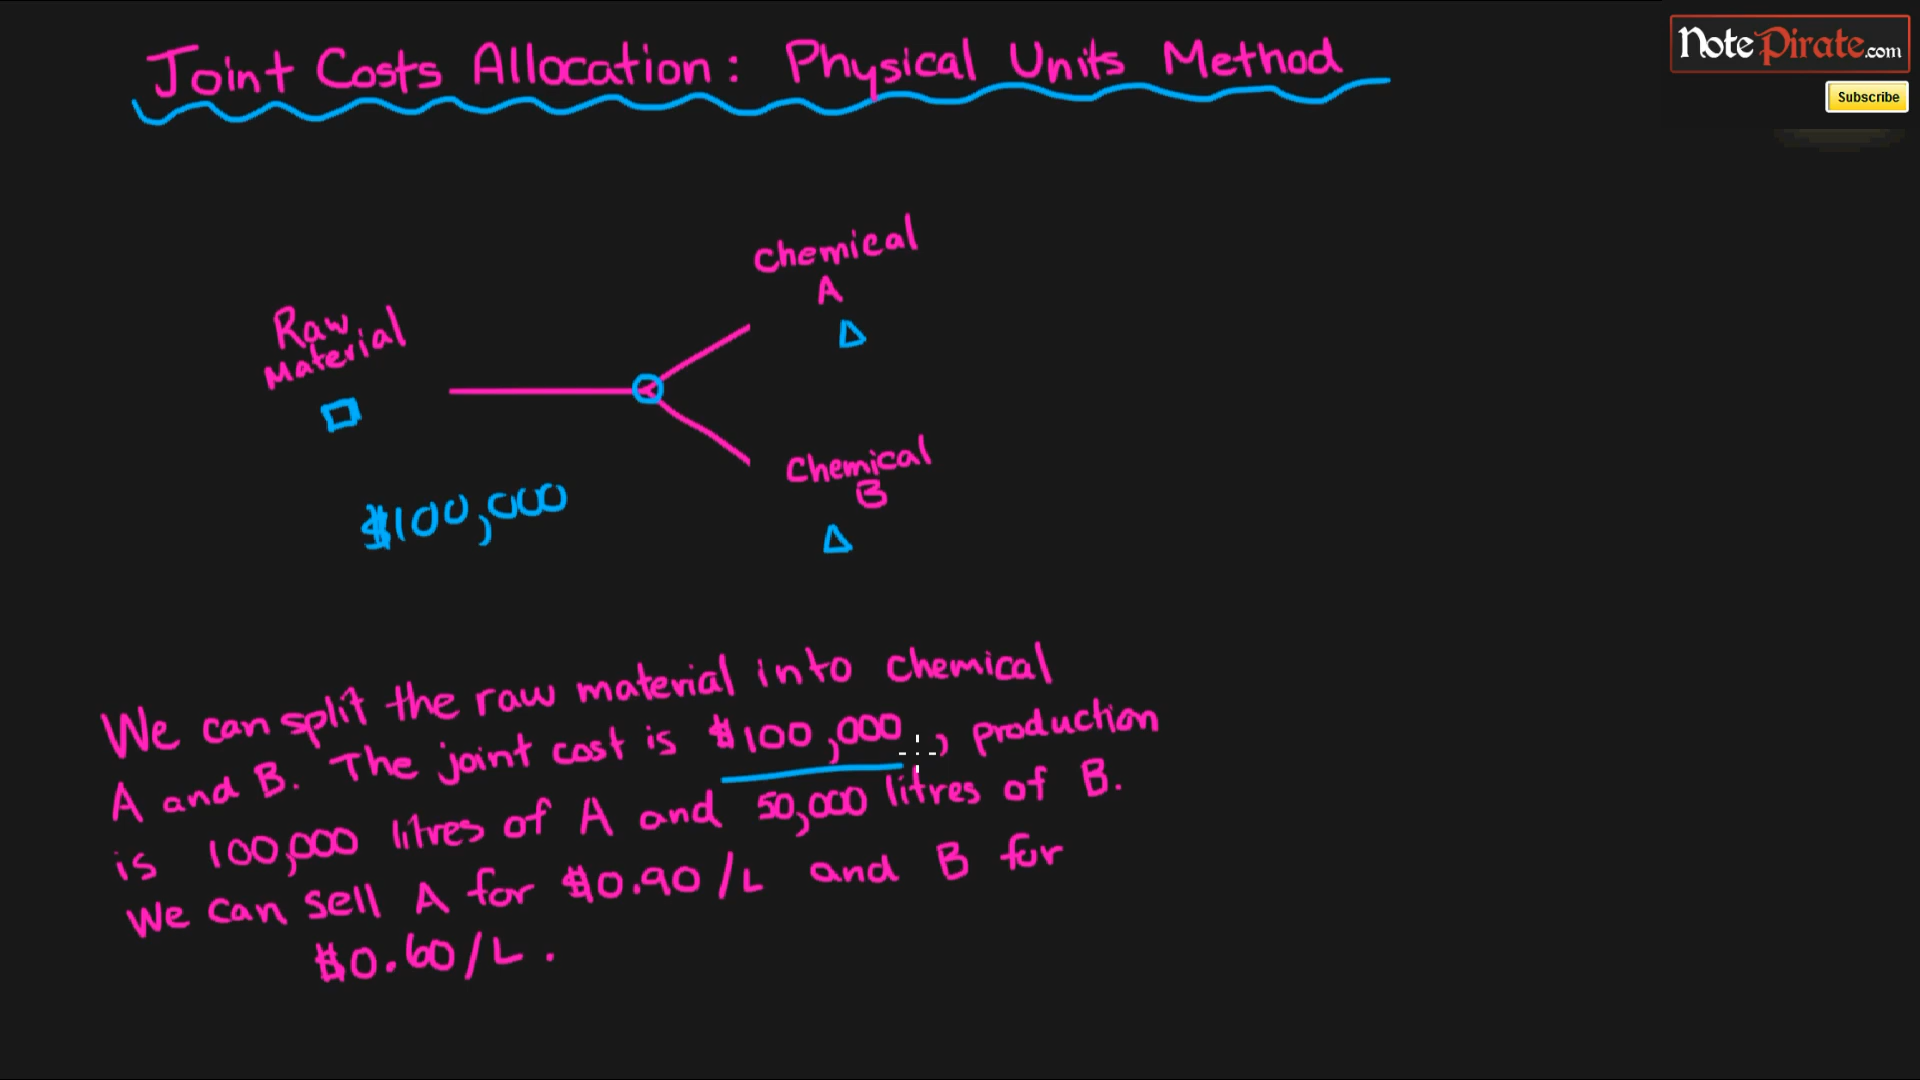 Joint Costs Allocation: Physical Units Method
NotePirate.com
Subscribe
Chemical
A
Raw
Material
Chemical
B
$100,000
We can split the raw material into chemical
A and B. The joint cost is $100,000, production
is 100,000 litres of A and 50,000 litres of B.
We can sell A for $0.90/L and B for
$0.60/L.